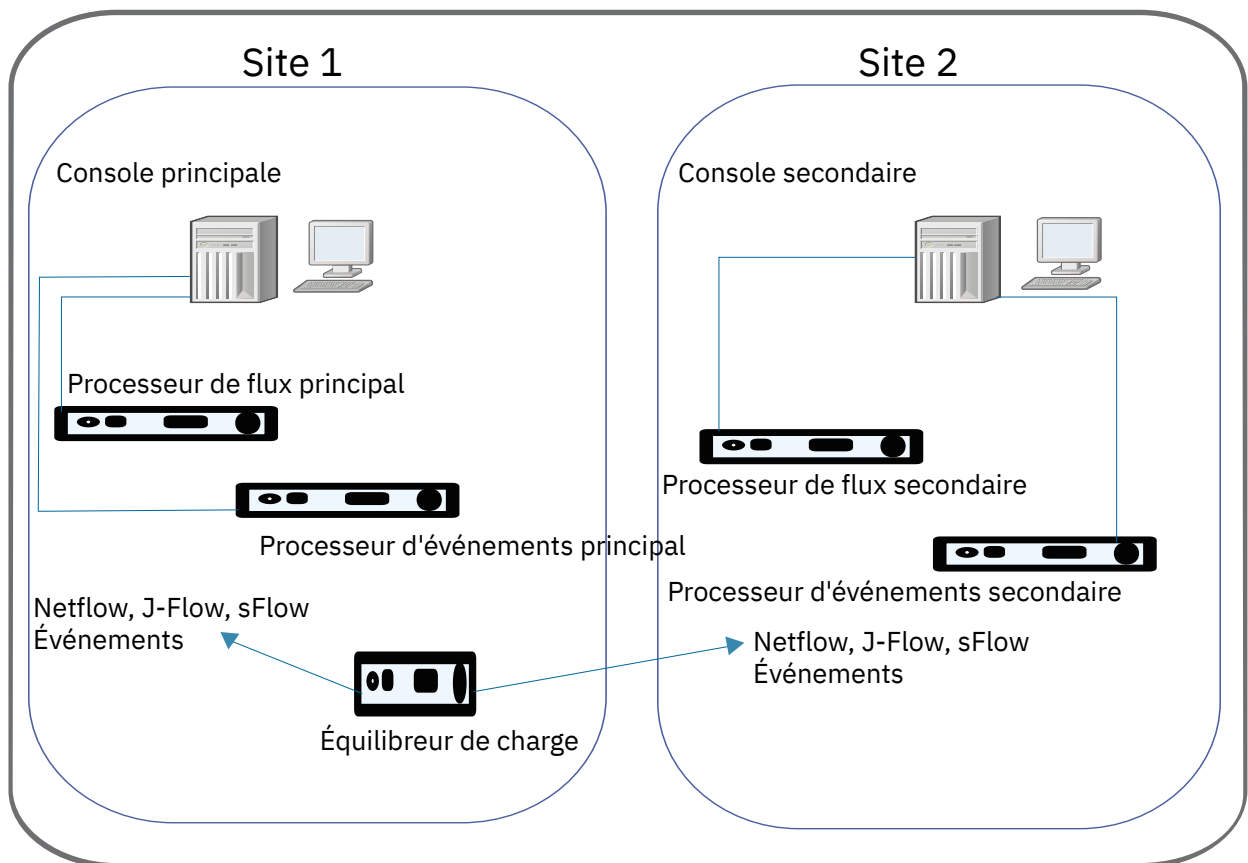 Site 1
Site 2
Console principale
Console secondaire
Processeur de flux principal
Processeur de flux secondaire
Processeur d'événements principal
Processeur d'événements secondaire
Netflow, J-Flow, sFlow
Événements
Netflow, J-Flow, sFlow
Événements
Équilibreur de charge